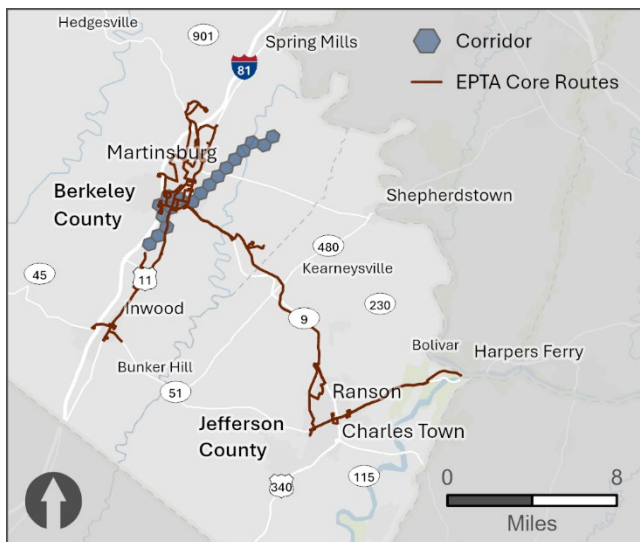 Hedgesville
901
Spring Mills
81
Corridor
EPTA Core Routes
Martinsburg
Berkeley
County
Shepherdstown
480
Kearneysville
45
11
230
9
Inwood
Bolivar
Harpers Ferry
Bunker Hill
51
Ranson
Jefferson
County
Charles Town
115
340
0
8
Miles